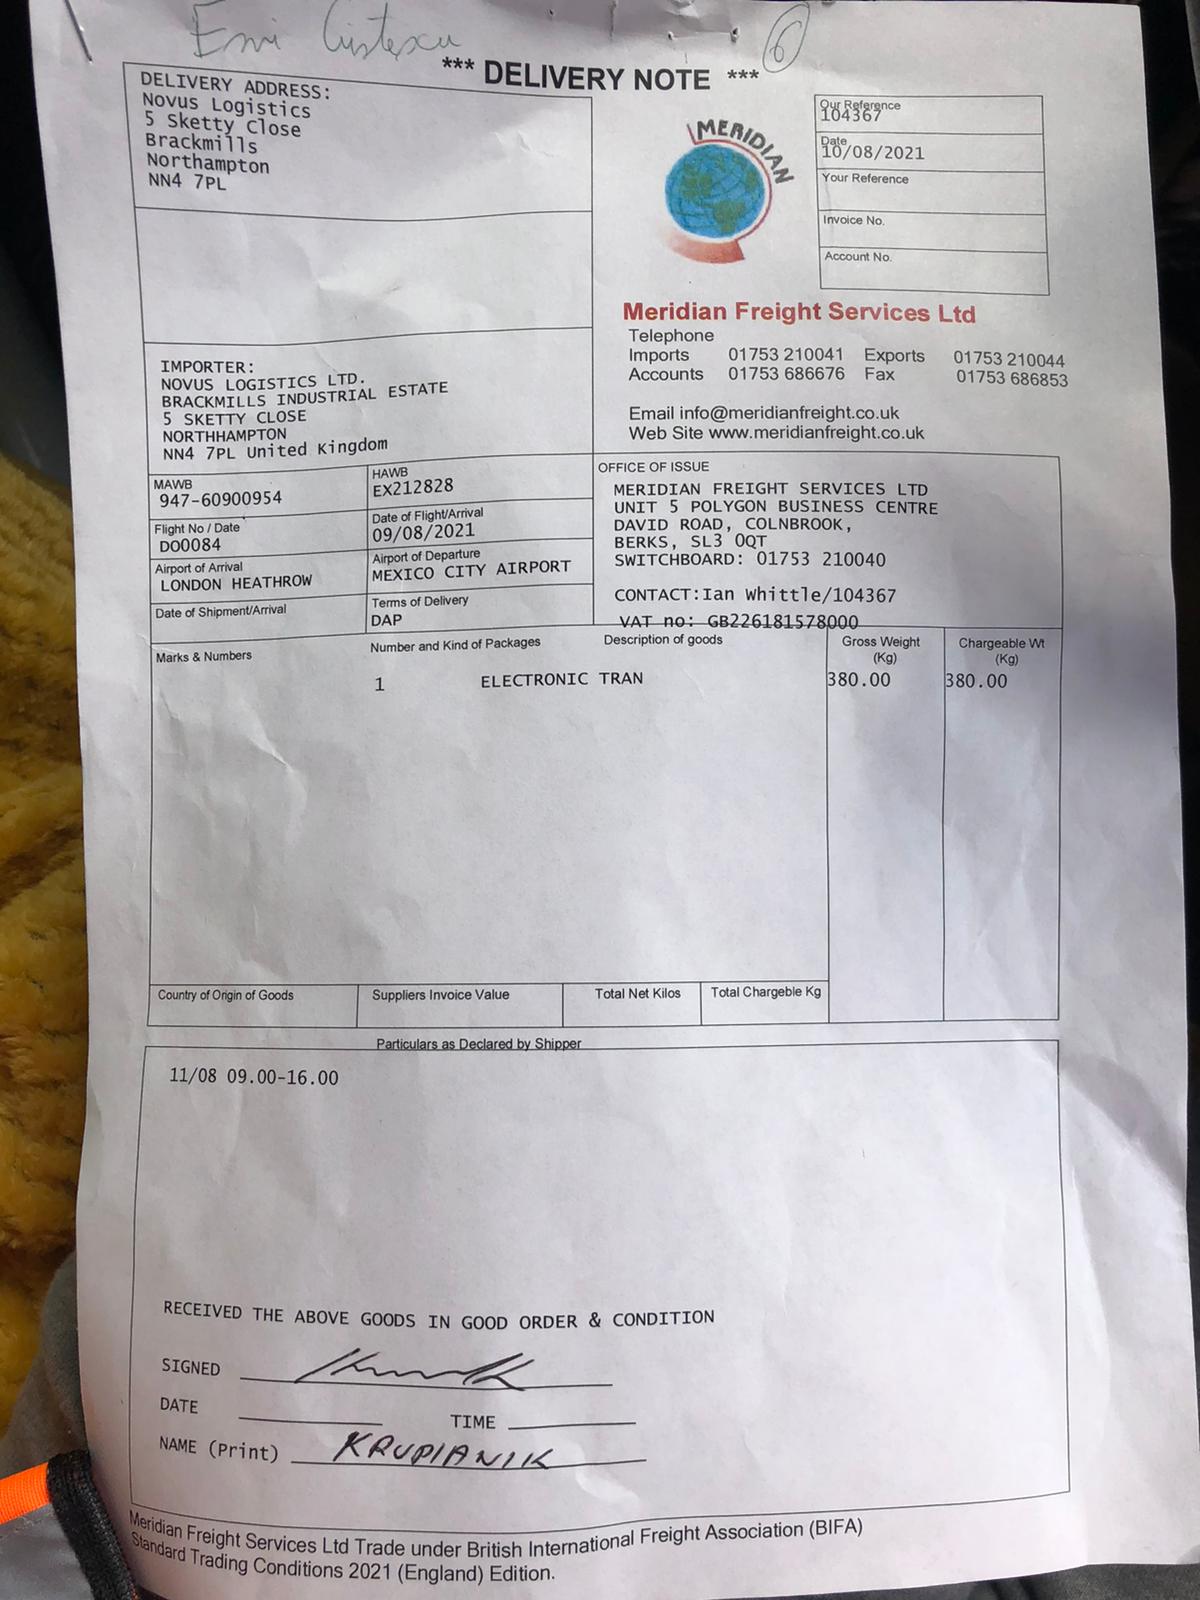 Emi Cristescu
6
*** DELIVERY NOTE ***
DELIVERY ADDRESS:
Novus Logistics
5 Sketty Close
Brackmills
Northampton
NN4 7PL
MERIDIAN
Our Reference
104367
Date
10/08/2021
Your Reference
Invoice No.
Account No.
Meridian Freight Services Ltd
Telephone
Imports 01753 210041 Exports 01753 210044
Accounts 01753 686676 Fax 01753 686853
Email info@meridianfreight.co.uk
Web Site www.meridianfreight.co.uk
IMPORTER:
NOVUS LOGISTICS LTD.
BRACKMILLS INDUSTRIAL ESTATE
5 SKETTY CLOSE
NORTHHAMPTON
NN4 7PL United Kingdom
MAWB
947-60900954
HAWB
EX212828
Flight No / Date
DO0084
Date of Flight/Arrival
09/08/2021
Airport of Arrival
LONDON HEATHROW
Airport of Departure
MEXICO CITY AIRPORT
Date of Shipment/Arrival
Terms of Delivery
DAP
OFFICE OF ISSUE
MERIDIAN FREIGHT SERVICES LTD
UNIT 5 POLYGON BUSINESS CENTRE
DAVID ROAD, COLNBROOK,
BERKS, SL3 0QT
SWITCHBOARD: 01753 210040
CONTACT:Ian Whittle/104367
VAT no: GB226181578000
Marks & Numbers
Number and Kind of Packages
Description of goods
Gross Weight
(Kg)
Chargeable Wt
(Kg)
1 ELECTRONIC TRAN 380.00 380.00
Country of Origin of Goods
Suppliers Invoice Value
Total Net Kilos
Total Chargeable Kg
Particulars as Declared by Shipper
11/08 09.00-16.00
RECEIVED THE ABOVE GOODS IN GOOD ORDER & CONDITION
SIGNED
DATE TIME
NAME (Print) KRUPIANIK
Meridian Freight Services Ltd Trade under British International Freight Association (BIFA)
Standard Trading Conditions 2021 (England) Edition.